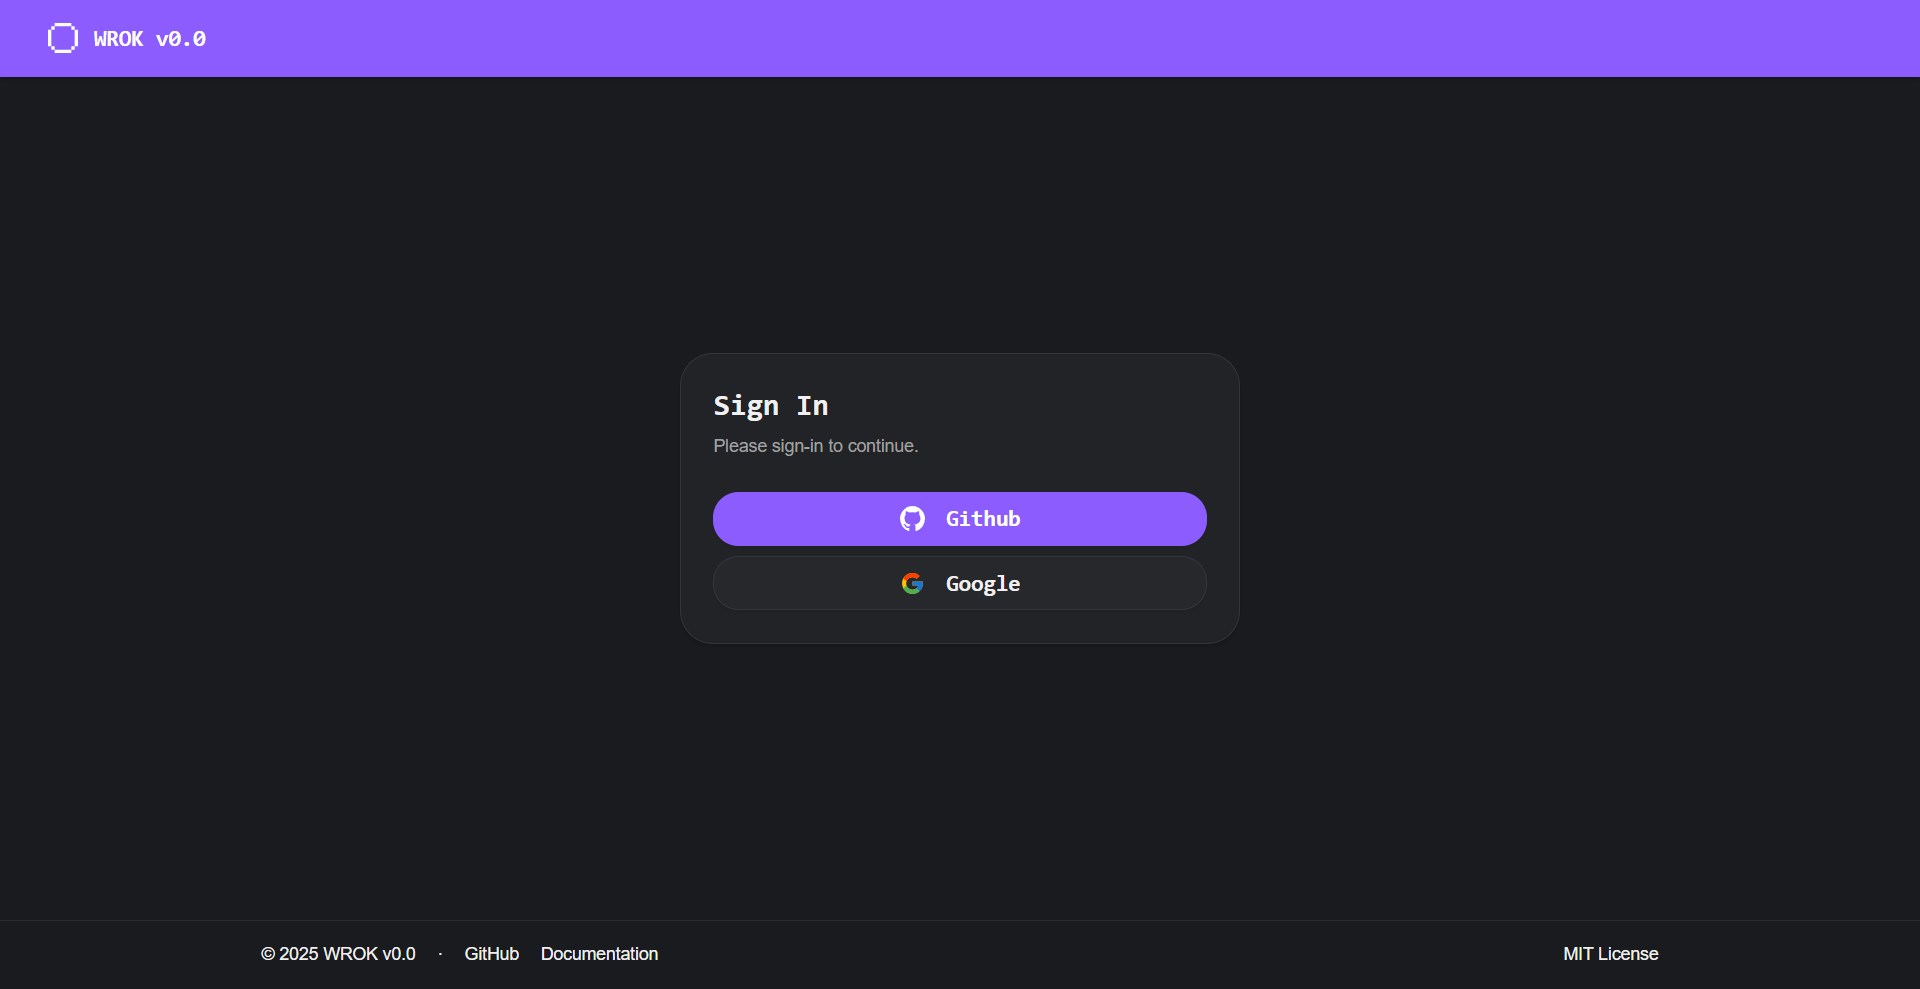 WROK v0.0
Sign In
Please sign-in to continue.
Github
Google
© 2025 WROK v0.0 · GitHub Documentation MIT License